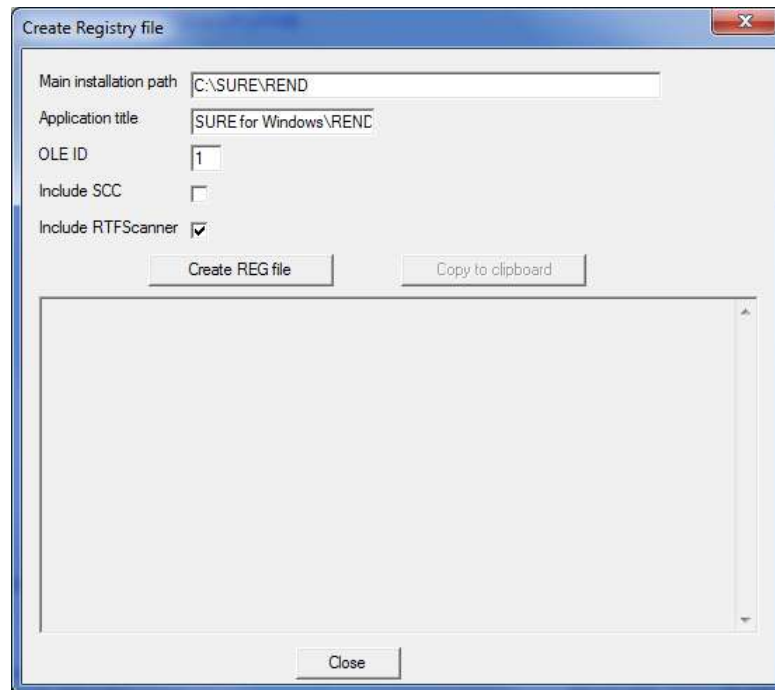 Create Registry file
Main installation path C:\SURE\REND
Application title SURE for Windows\REND
OLE ID 1
Include SCC
Include RTFScanner
Create REG file Copy to clipboard
Close